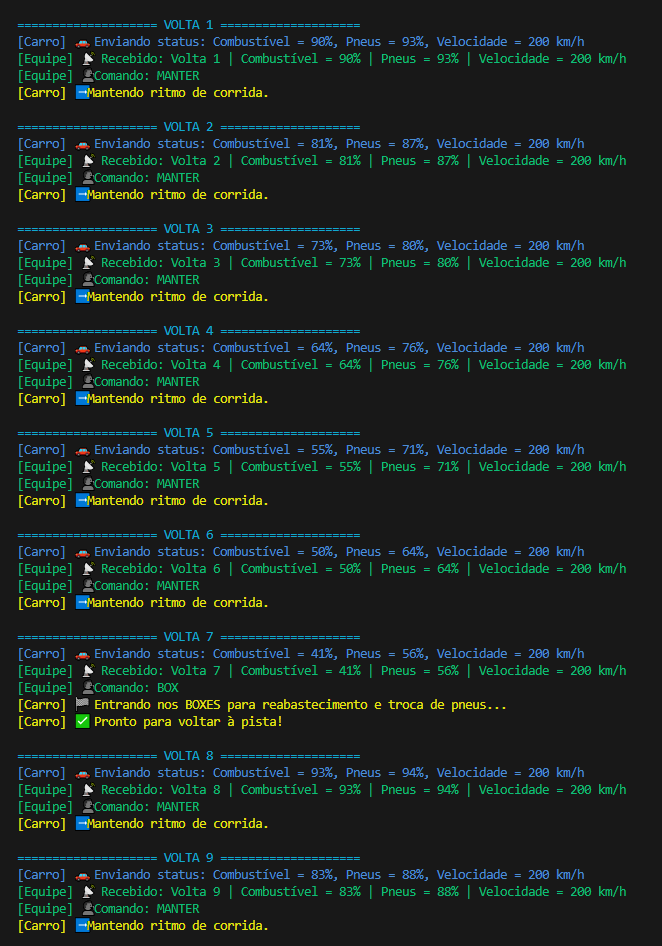 ==================== VOLTA 1 ====================
[Carro] 🚗 Enviando status: Combustível = 90%, Pneus = 93%, Velocidade = 200 km/h
[Equipe] 📡 Recebido: Volta 1 | Combustível = 90% | Pneus = 93% | Velocidade = 200 km/h
[Equipe] 🗣Comando: MANTER
[Carro] ➡Mantendo ritmo de corrida.
==================== VOLTA 2 ====================
[Carro] 🚗 Enviando status: Combustível = 81%, Pneus = 87%, Velocidade = 200 km/h
[Equipe] 📡 Recebido: Volta 2 | Combustível = 81% | Pneus = 87% | Velocidade = 200 km/h
[Equipe] 🗣Comando: MANTER
[Carro] ➡Mantendo ritmo de corrida.
==================== VOLTA 3 ====================
[Carro] 🚗 Enviando status: Combustível = 73%, Pneus = 80%, Velocidade = 200 km/h
[Equipe] 📡 Recebido: Volta 3 | Combustível = 73% | Pneus = 80% | Velocidade = 200 km/h
[Equipe] 🗣Comando: MANTER
[Carro] ➡Mantendo ritmo de corrida.
==================== VOLTA 4 ====================
[Carro] 🚗 Enviando status: Combustível = 64%, Pneus = 76%, Velocidade = 200 km/h
[Equipe] 📡 Recebido: Volta 4 | Combustível = 64% | Pneus = 76% | Velocidade = 200 km/h
[Equipe] 🗣Comando: MANTER
[Carro] ➡Mantendo ritmo de corrida.
==================== VOLTA 5 ====================
[Carro] 🚗 Enviando status: Combustível = 55%, Pneus = 71%, Velocidade = 200 km/h
[Equipe] 📡 Recebido: Volta 5 | Combustível = 55% | Pneus = 71% | Velocidade = 200 km/h
[Equipe] 🗣Comando: MANTER
[Carro] ➡Mantendo ritmo de corrida.
==================== VOLTA 6 ====================
[Carro] 🚗 Enviando status: Combustível = 50%, Pneus = 64%, Velocidade = 200 km/h
[Equipe] 📡 Recebido: Volta 6 | Combustível = 50% | Pneus = 64% | Velocidade = 200 km/h
[Equipe] 🗣Comando: MANTER
[Carro] ➡Mantendo ritmo de corrida.
==================== VOLTA 7 ====================
[Carro] 🚗 Enviando status: Combustível = 41%, Pneus = 56%, Velocidade = 200 km/h
[Equipe] 📡 Recebido: Volta 7 | Combustível = 41% | Pneus = 56% | Velocidade = 200 km/h
[Equipe] 🗣Comando: BOX
[Carro] 🏁 Entrando nos BOXES para reabastecimento e troca de pneus...
[Carro] ✅ Pronto para voltar à pista!
==================== VOLTA 8 ====================
[Carro] 🚗 Enviando status: Combustível = 93%, Pneus = 94%, Velocidade = 200 km/h
[Equipe] 📡 Recebido: Volta 8 | Combustível = 93% | Pneus = 94% | Velocidade = 200 km/h
[Equipe] 🗣Comando: MANTER
[Carro] ➡Mantendo ritmo de corrida.
==================== VOLTA 9 ====================
[Carro] 🚗 Enviando status: Combustível = 83%, Pneus = 88%, Velocidade = 200 km/h
[Equipe] 📡 Recebido: Volta 9 | Combustível = 83% | Pneus = 88% | Velocidade = 200 km/h
[Equipe] 🗣Comando: MANTER
[Carro] ➡Mantendo ritmo de corrida.